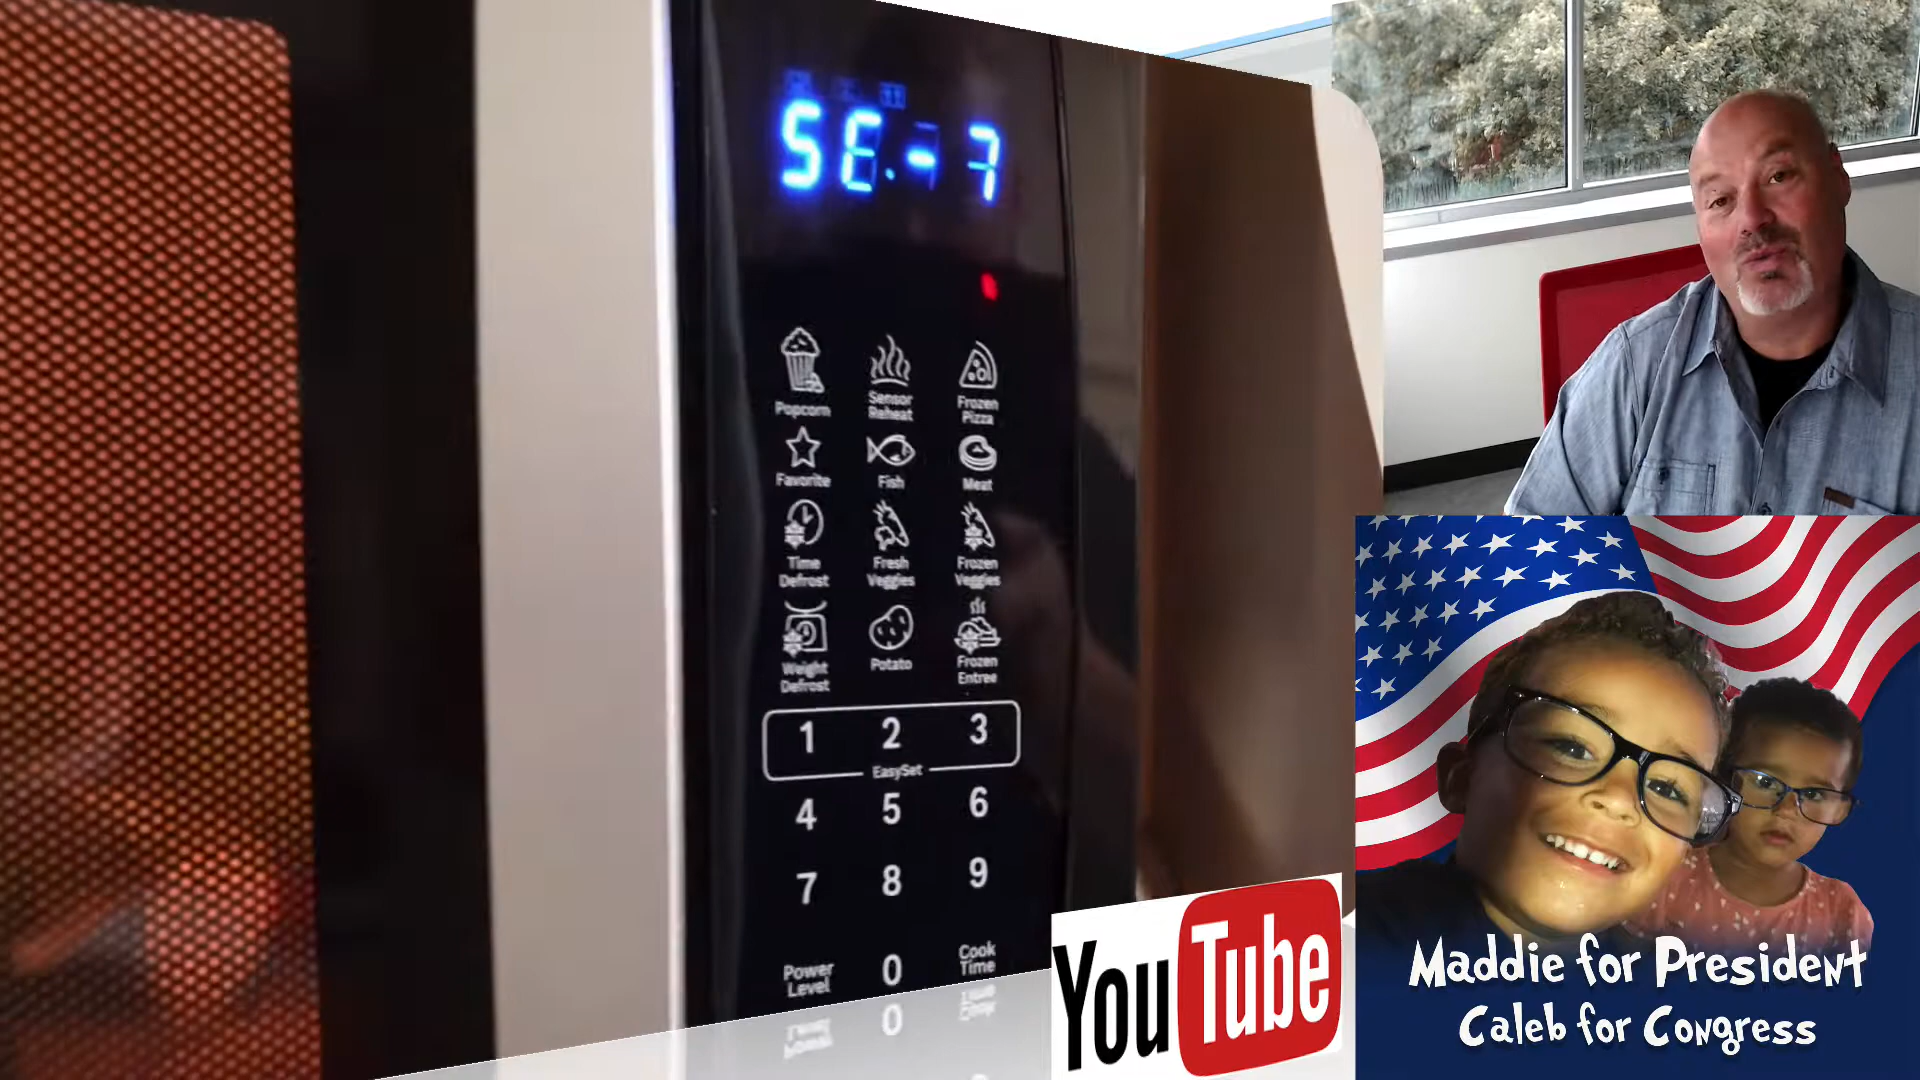 SE.-7
Popcorn
Sensor
Reheat
Frozen
Pizza
Favorite
Fish
Meat
Time
Defrost
Fresh
Veggies
Frozen
Veggies
Weight
Defrost
Potato
Frozen
Entree
1 2 3
EasySet
4 5 6
7 8 9
Power
Level
0
Cook
Time
YouTube
Maddie for President
Caleb for Congress